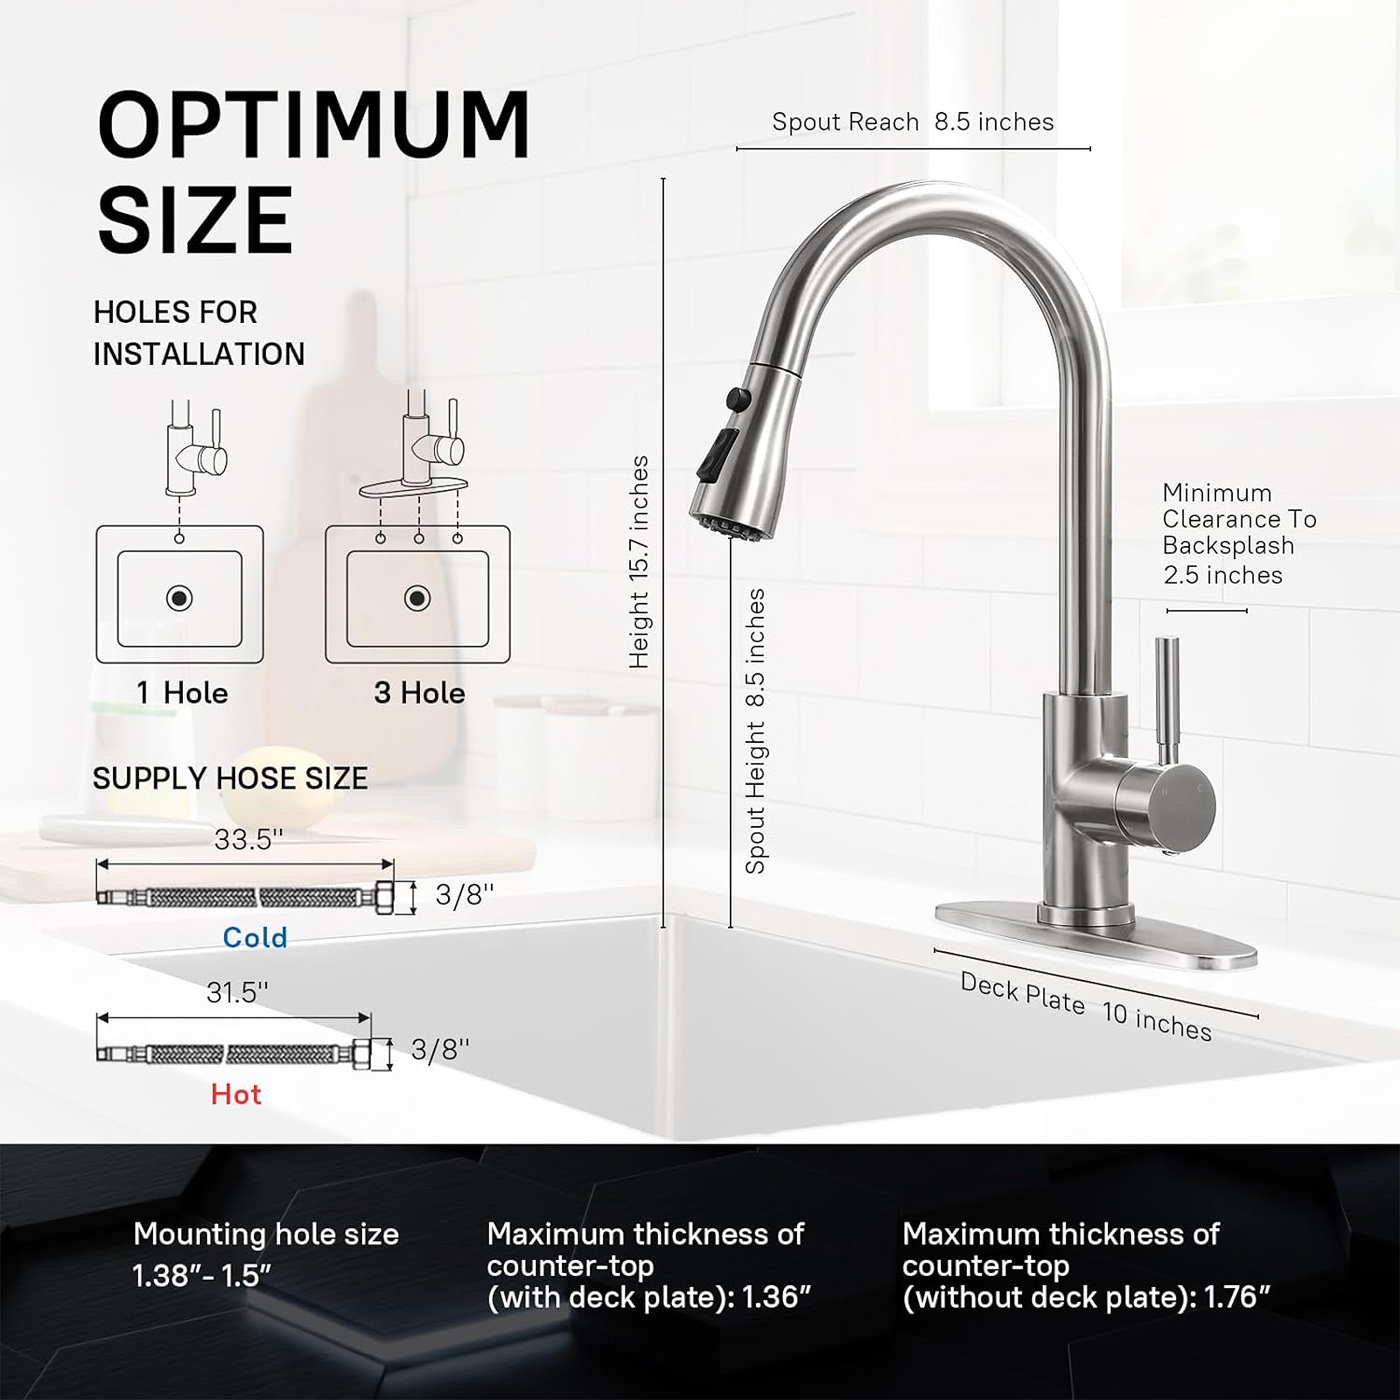 OPTIMUM
SIZE
HOLES FOR
INSTALLATION
1 Hole
3 Hole
SUPPLY HOSE SIZE
33.5"
3/8"
Cold
31.5"
3/8"
Hot
Spout Reach 8.5 inches
Height 15.7 inches
Spout Height 8.5 inches
Minimum
Clearance To
Backsplash
2.5 inches
Deck Plate 10 inches
Mounting hole size
1.38”- 1.5”
Maximum thickness of
counter-top
(with deck plate): 1.36”
Maximum thickness of
counter-top
(without deck plate): 1.76”